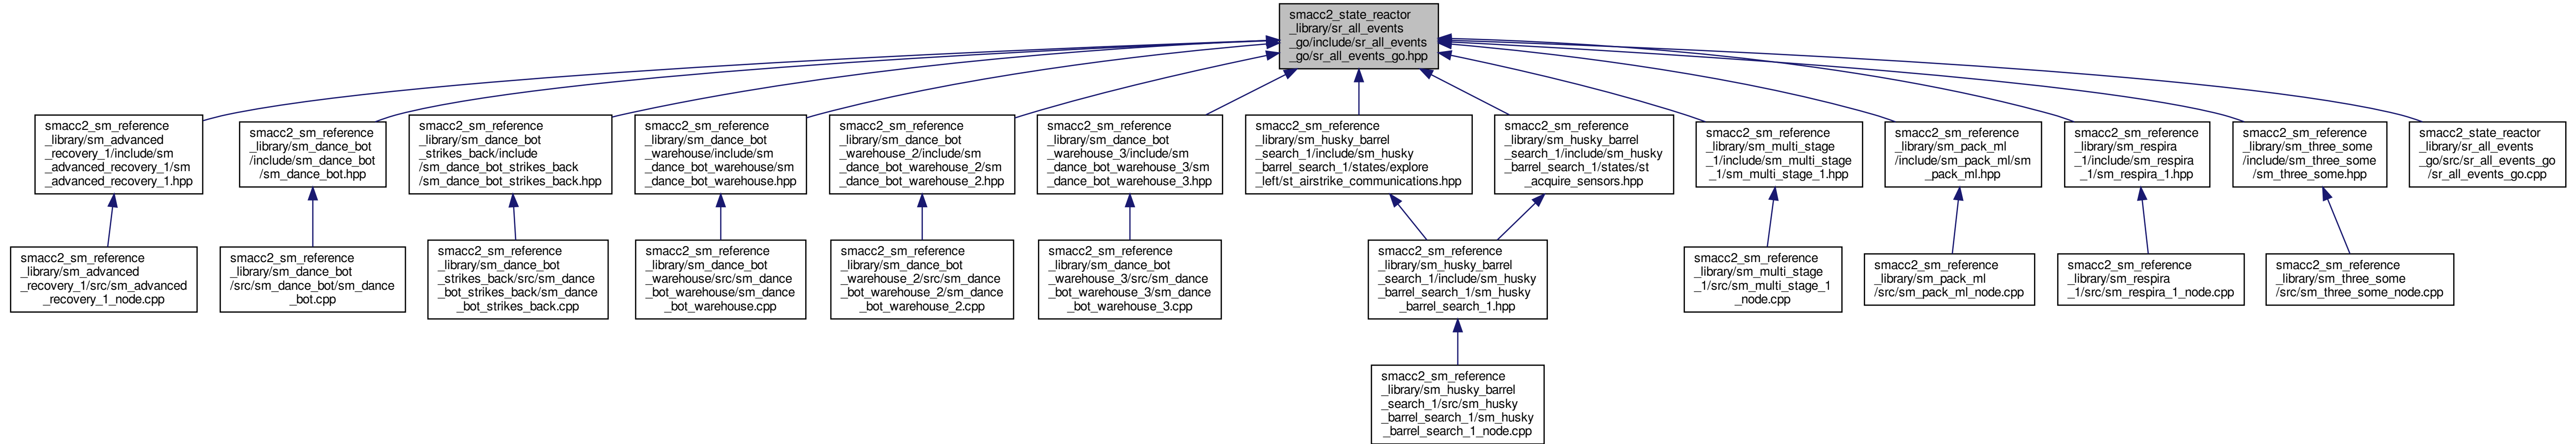 smacc2_state_reactor
_library/sr_all_events
_go/include/sr_all_events
_go/sr_all_events_go.hpp
smacc2_sm_reference
_library/sm_advanced
_recovery_1/include/sm
_advanced_recovery_1/sm
_advanced_recovery_1.hpp
smacc2_sm_reference
_library/sm_dance_bot
/include/sm_dance_bot
/sm_dance_bot.hpp
smacc2_sm_reference
_library/sm_dance_bot
_strikes_back/include
/sm_dance_bot_strikes_back
/sm_dance_bot_strikes_back.hpp
smacc2_sm_reference
_library/sm_dance_bot
_warehouse/include/sm
_dance_bot_warehouse/sm
_dance_bot_warehouse.hpp
smacc2_sm_reference
_library/sm_dance_bot
_warehouse_2/include/sm
_dance_bot_warehouse_2/sm
_dance_bot_warehouse_2.hpp
smacc2_sm_reference
_library/sm_dance_bot
_warehouse_3/include/sm
_dance_bot_warehouse_3/sm
_dance_bot_warehouse_3.hpp
smacc2_sm_reference
_library/sm_husky_barrel
_search_1/include/sm_husky
_barrel_search_1/states/explore
_left/st_airstrike_communications.hpp
smacc2_sm_reference
_library/sm_husky_barrel
_search_1/include/sm_husky
_barrel_search_1/states/st
_acquire_sensors.hpp
smacc2_sm_reference
_library/sm_multi_stage
_1/include/sm_multi_stage
_1/sm_multi_stage_1.hpp
smacc2_sm_reference
_library/sm_pack_ml
/include/sm_pack_ml/sm
_pack_ml.hpp
smacc2_sm_reference
_library/sm_respira
_1/include/sm_respira
_1/sm_respira_1.hpp
smacc2_sm_reference
_library/sm_three_some
/include/sm_three_some
/sm_three_some.hpp
smacc2_state_reactor
_library/sr_all_events
_go/src/sr_all_events_go
/sr_all_events_go.cpp
smacc2_sm_reference
_library/sm_advanced
_recovery_1/src/sm_advanced
_recovery_1_node.cpp
smacc2_sm_reference
_library/sm_dance_bot
/src/sm_dance_bot/sm_dance
_bot.cpp
smacc2_sm_reference
_library/sm_dance_bot
_strikes_back/src/sm_dance
_bot_strikes_back/sm_dance
_bot_strikes_back.cpp
smacc2_sm_reference
_library/sm_dance_bot
_warehouse/src/sm_dance
_bot_warehouse/sm_dance
_bot_warehouse.cpp
smacc2_sm_reference
_library/sm_dance_bot
_warehouse_2/src/sm_dance
_bot_warehouse_2/sm_dance
_bot_warehouse_2.cpp
smacc2_sm_reference
_library/sm_dance_bot
_warehouse_3/src/sm_dance
_bot_warehouse_3/sm_dance
_bot_warehouse_3.cpp
smacc2_sm_reference
_library/sm_husky_barrel
_search_1/include/sm_husky
_barrel_search_1/sm_husky
_barrel_search_1.hpp
smacc2_sm_reference
_library/sm_multi_stage
_1/src/sm_multi_stage_1
_node.cpp
smacc2_sm_reference
_library/sm_pack_ml
/src/sm_pack_ml_node.cpp
smacc2_sm_reference
_library/sm_respira
_1/src/sm_respira_1_node.cpp
smacc2_sm_reference
_library/sm_three_some
/src/sm_three_some_node.cpp
smacc2_sm_reference
_library/sm_husky_barrel
_search_1/src/sm_husky
_barrel_search_1/sm_husky
_barrel_search_1_node.cpp